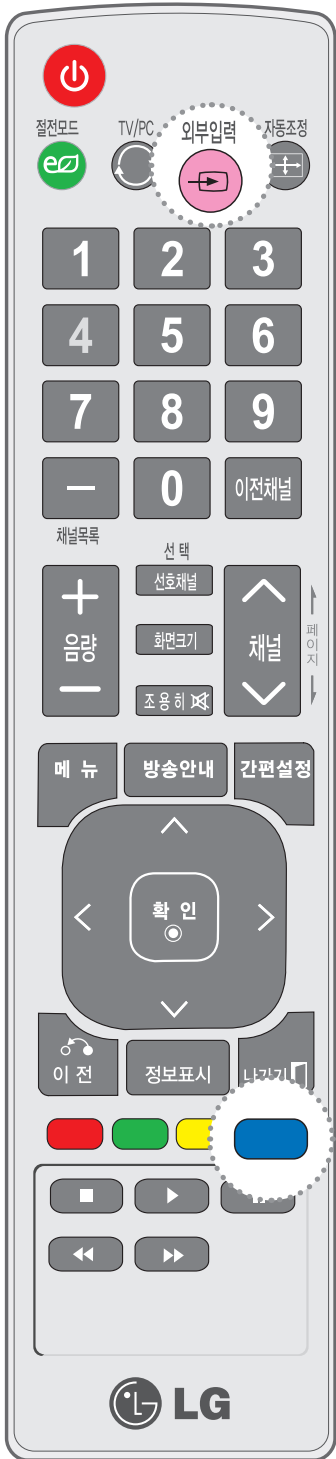 절전모드 TV/PC 외부입력 자동조정
1 2 3
4 5 6
7 8 9
0 이전채널
채널목록
선 택
선호채널
음량 화면크기 채널 페이지
조 용 히
메 뉴 방송안내 간편설정
확 인
이 전 정보표시 나가기
LG